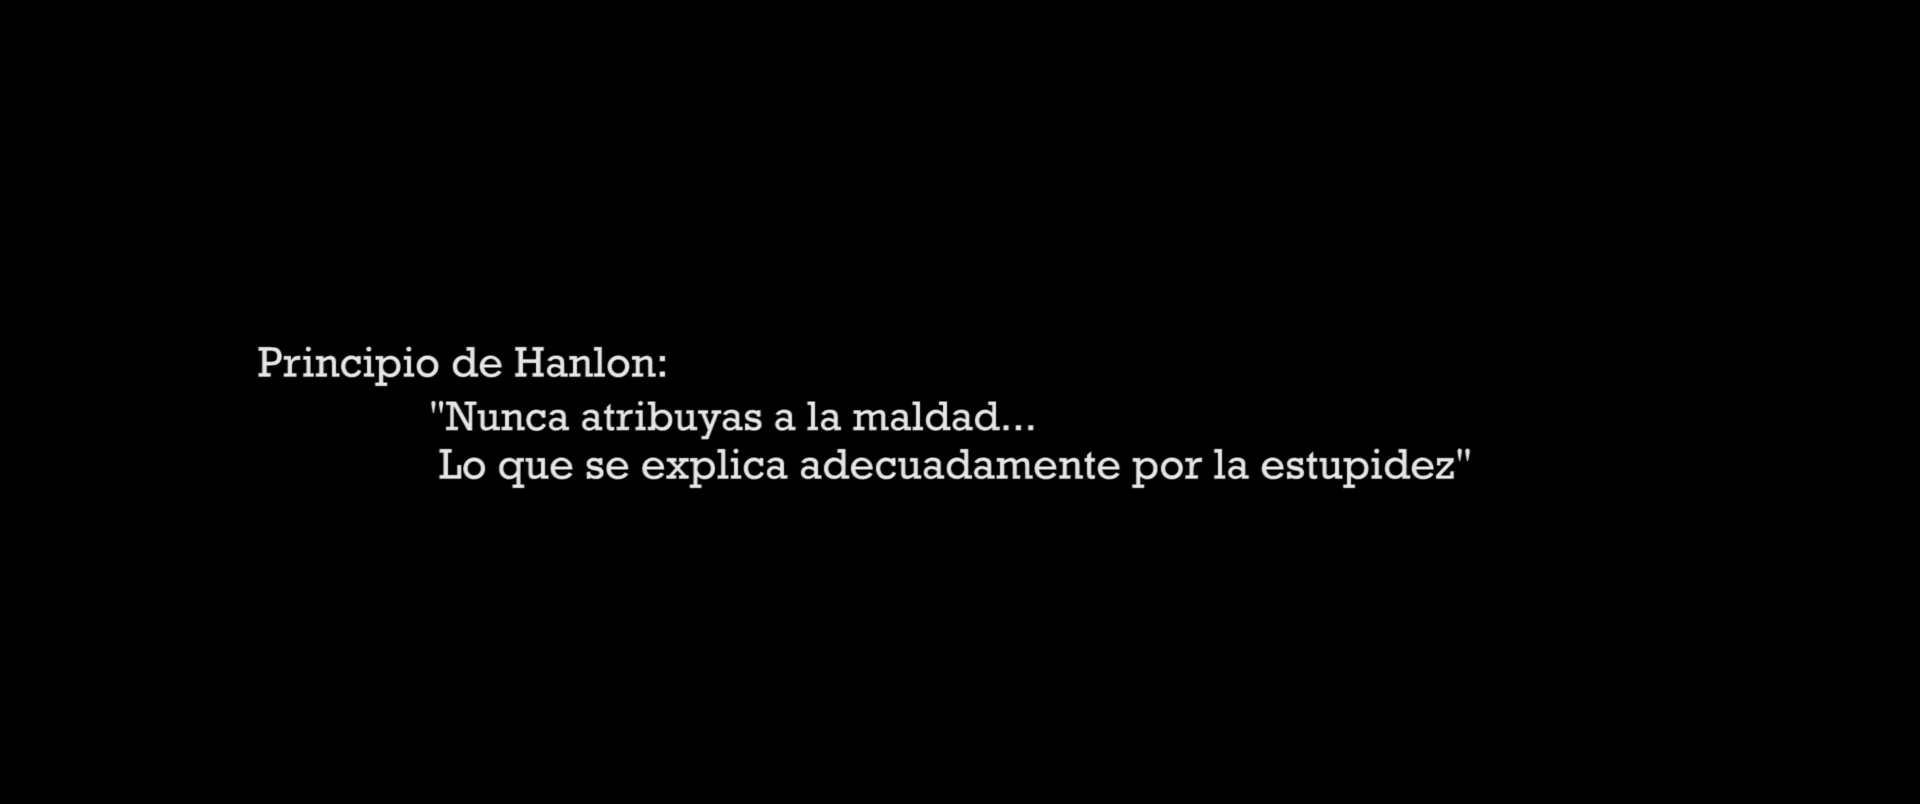 Principio de Hanlon:
"Nunca atribuyas a la maldad...
Lo que se explica adecuadamente por la estupidez"